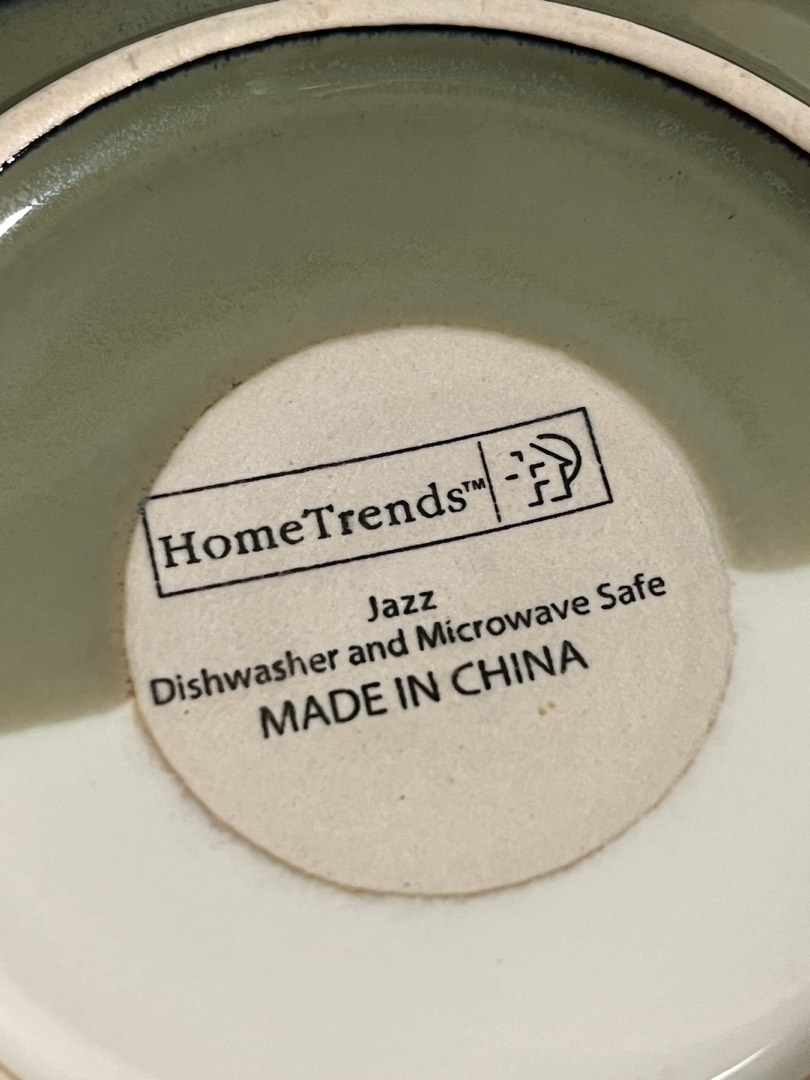 HomeTrends™
Jazz
Dishwasher and Microwave Safe
MADE IN CHINA